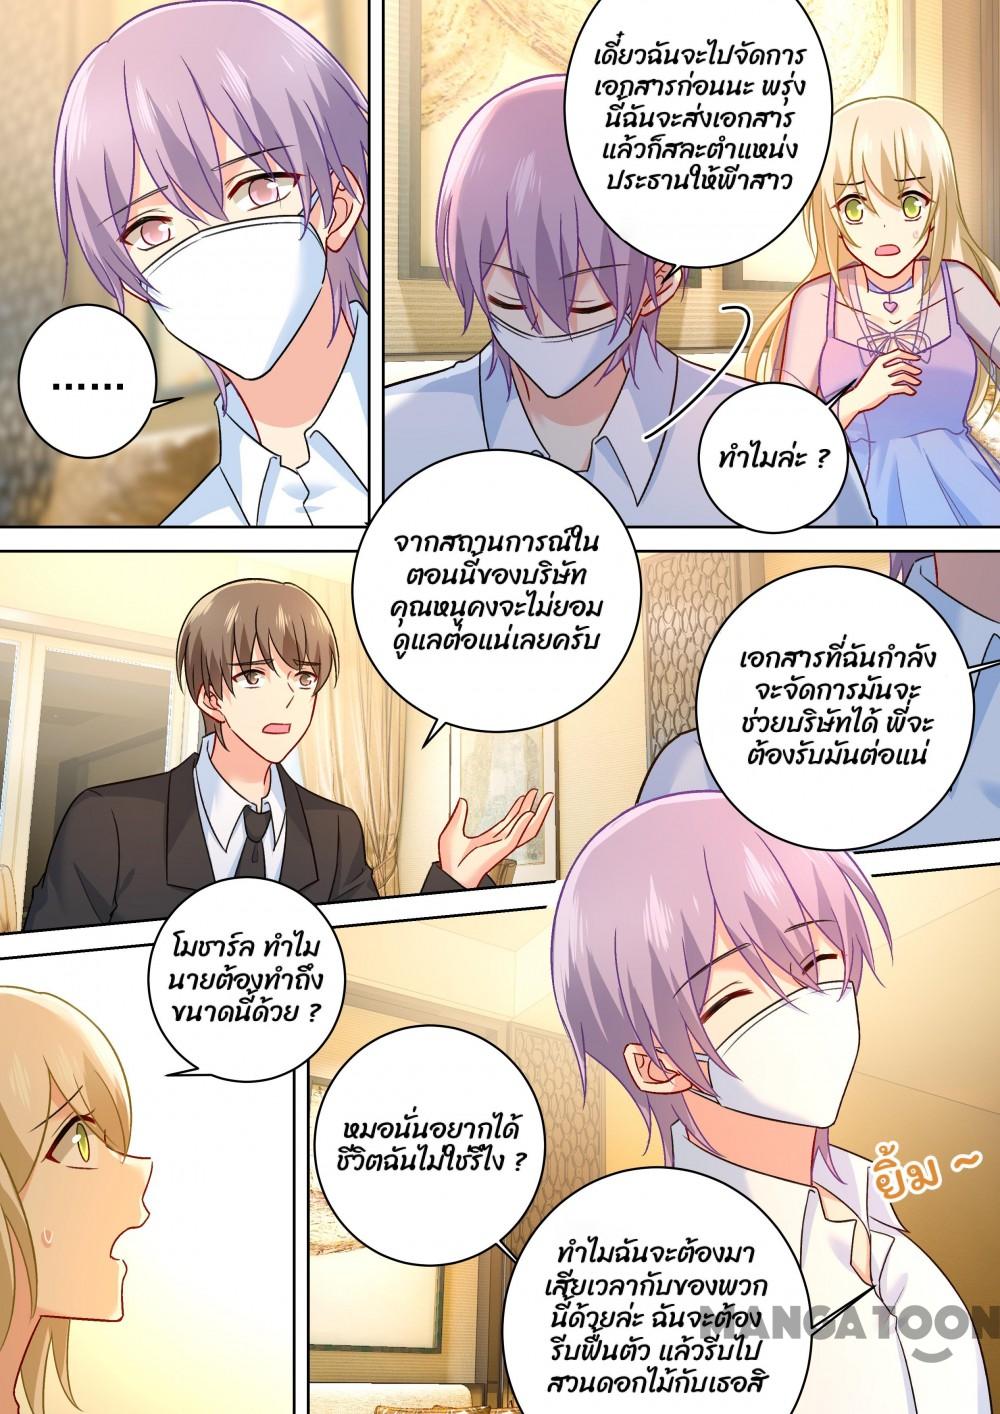 ......
เดี๋ยวฉันจะไปจัดการ
เอกสารก่อนนะ พรุ่ง
นี้ฉันจะส่งเอกสาร
แล้วก็สละตำแหน่ง
ประธานให้พี่าสาว
ทำไมล่ะ ?
จากสถานการณ์ใน
ตอนนี้ของบริษัท
คุณหนูคงจะไม่ยอม
ดูแลต่อแน่เลยครับ
เอกสารที่ฉันกำลัง
จะจัดการมันจะ
ช่วยบริษัทได้ พี่จะ
ต้องรับมันต่อแน่
โมชาร์ล ทำไม
นายต้องทำถึง
ขนาดนี้ด้วย ?
หมอนั่นอยากได้
ชีวิตฉันไม่ใช่รึไง ?
ยิ้ม ~
ทำไมฉันจะต้องมา
เสียเวลากับของพวก
นี้ด้วยล่ะ ฉันจะต้อง
รีบฟื้นตัว แล้วรีบไป
สวนดอกไม้กับเธอสิ
MANGATOON